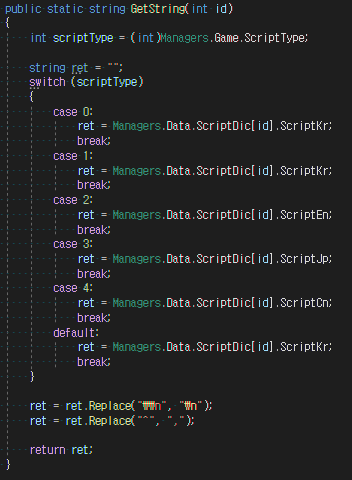 public static string GetString(int id)
{
int scriptType = (int)Managers.Game.ScriptType;
string ret = "";
switch (scriptType)
{
case 0:
ret = Managers.Data.ScriptDic[id].ScriptKr;
break;
case 1:
ret = Managers.Data.ScriptDic[id].ScriptKr;
break;
case 2:
ret = Managers.Data.ScriptDic[id].ScriptEn;
break;
case 3:
ret = Managers.Data.ScriptDic[id].ScriptJp;
break;
case 4:
ret = Managers.Data.ScriptDic[id].ScriptCn;
break;
default:
ret = Managers.Data.ScriptDic[id].ScriptKr;
break;
}
ret = ret.Replace("₩₩n", "₩n");
ret = ret.Replace("^", ",");
return ret;
}